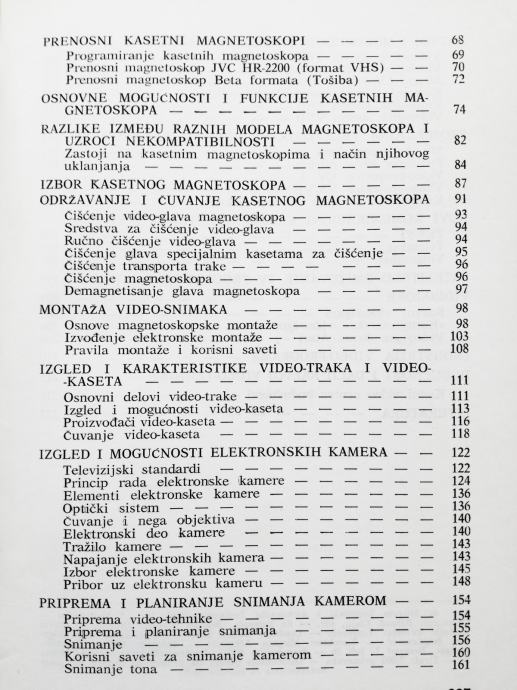 PRENOSNI KASETNI MAGNETOSKOPI — — — — — 68
Programiranje kasetnih magnetoskopa — — — — 69
Prenosni magnetoskop JVC HR-2200 (format VHS) — — 70
Prenosni magnetoskop Beta formata (Tošiba) — — — 72
OSNOVNE MOGUĆNOSTI I FUNKCIJE KASETNIH MA-
GNETOSKOPA — — — — — — — — — — 74
RAZLIKE IZMEĐU RAZNIH MODELA MAGNETOSKOPA I
UZROCI NEKOMPATIBILNOSTI — — — — — — 82
Zastoji na kasetnim magnetoskopima i način njihovog
uklanjanja — — — — — — — — — — 84
IZBOR KASETNOG MAGNETOSKOPA — — — — — — 87
ODRŽAVANJE I ČUVANJE KASETNOG MAGNETOSKOPA 91
Čišćenje video-glava magnetoskopa — — — — — 93
Sredstva za čišćenje video-glava — — — — — 94
Ručno čišćenje video-glava — — — — — — — 94
Čišćenje glava specijalnim kasetama za čišćenje — — 95
Čišćenje transporta trake — — — — — — — 96
Čišćenje magnetoskopa — — — — — — — — 96
Demagnetisanje glava magnetoskopa — — — — — 97
MONTAŽA VIDEO-SNIMAKA — — — — — — — — 98
Osnove magnetoskopske montaže — — — — — — 98
Izvođenje elektronske montaže — — — — — — 103
Pravila montaže i korisni saveti — — — — — 108
IZGLED I KARAKTERISTIKE VIDEO-TRAKA I VIDEO-
-KASETA — — — — — — — — — — — 111
Osnovni delovi video-trake — — — — — — — 111
Izgled i mogućnosti video-kaseta — — — — — — 113
Proizvođači video-kaseta — — — — — — — — 116
Čuvanje video-kaseta — — — — — — — — 118
IZGLED I MOGUĆNOSTI ELEKTRONSKIH KAMERA — — 122
Televizijski standardi — — — — — — — — 122
Princip rada elektronske kamere — — — — — — 124
Elementi elektronske kamere — — — — — — — 136
Optički sistem — — — — — — — — — — 136
Čuvanje i nega objektiva — — — — — — — — 140
Elektronski deo kamere — — — — — — — — 140
Tražilo kamere — — — — — — — — — — 143
Napajanje elektronskih kamera — — — — — — 143
Izbor elektronske kamere — — — — — — — — 145
Pribor uz elektronsku kameru — — — — — — — 148
PRIPREMA I PLANIRANJE SNIMANJA KAMEROM — — 154
Priprema video-tehnike — — — — — — — — 154
Priprema i planiranje snimanja — — — — — — 155
Snimanje — — — — — — — — — — — 156
Korisni saveti za snimanje kamerom — — — — — 160
Snimanje tona — — — — — — — — — — 161